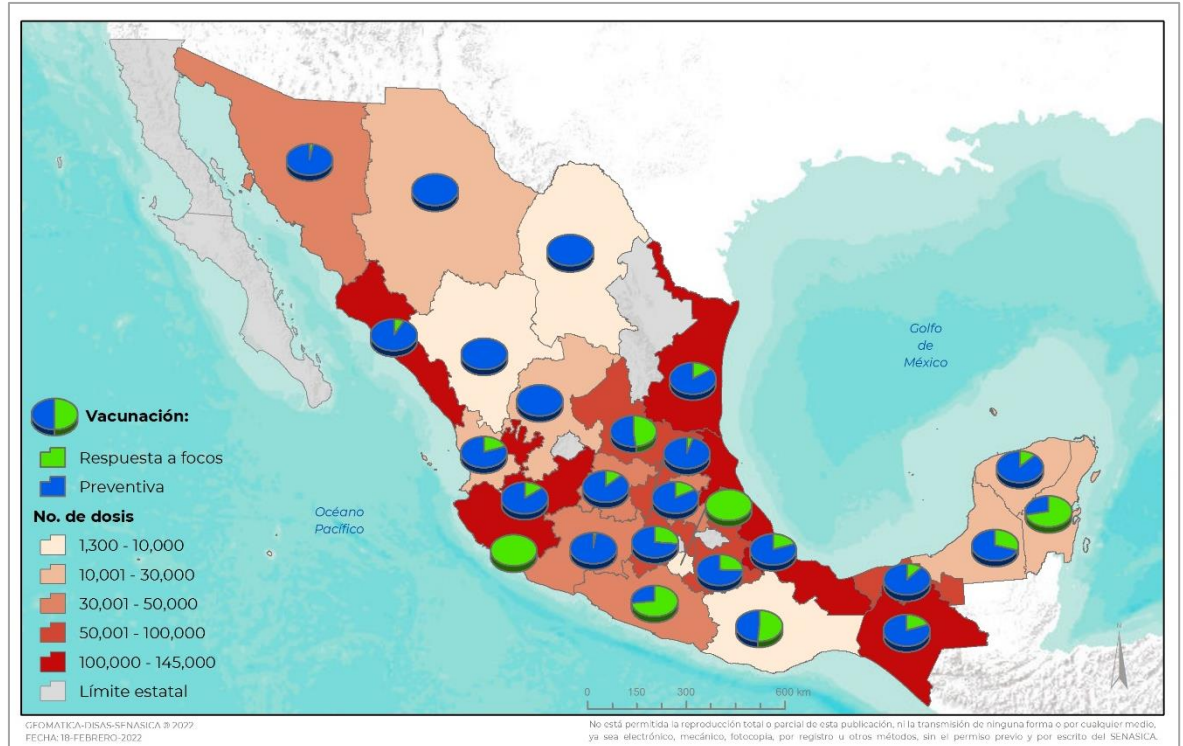 Golfo
de
México
Océano
Pacífico
Vacunación:
Respuesta a focos
Preventiva
No. de dosis
1,300 - 10,000
10,001 - 30,000
30,001 - 50,000
50,001 - 100,000
100,000 - 145,000
Límite estatal
0 150 300 600 km
N
GEOMATICA-DISAS-SENASICA @ 2022
FECHA: 18-FEBRERO-2022
No está permitida la reproducción total o parcial de esta publicación, ni la transmisión de ninguna forma o por cualquier medio,
ya sea electrónico, mecánico, fotocopia, por registro u otros métodos, sin el permiso previo y por escrito del SENASICA.